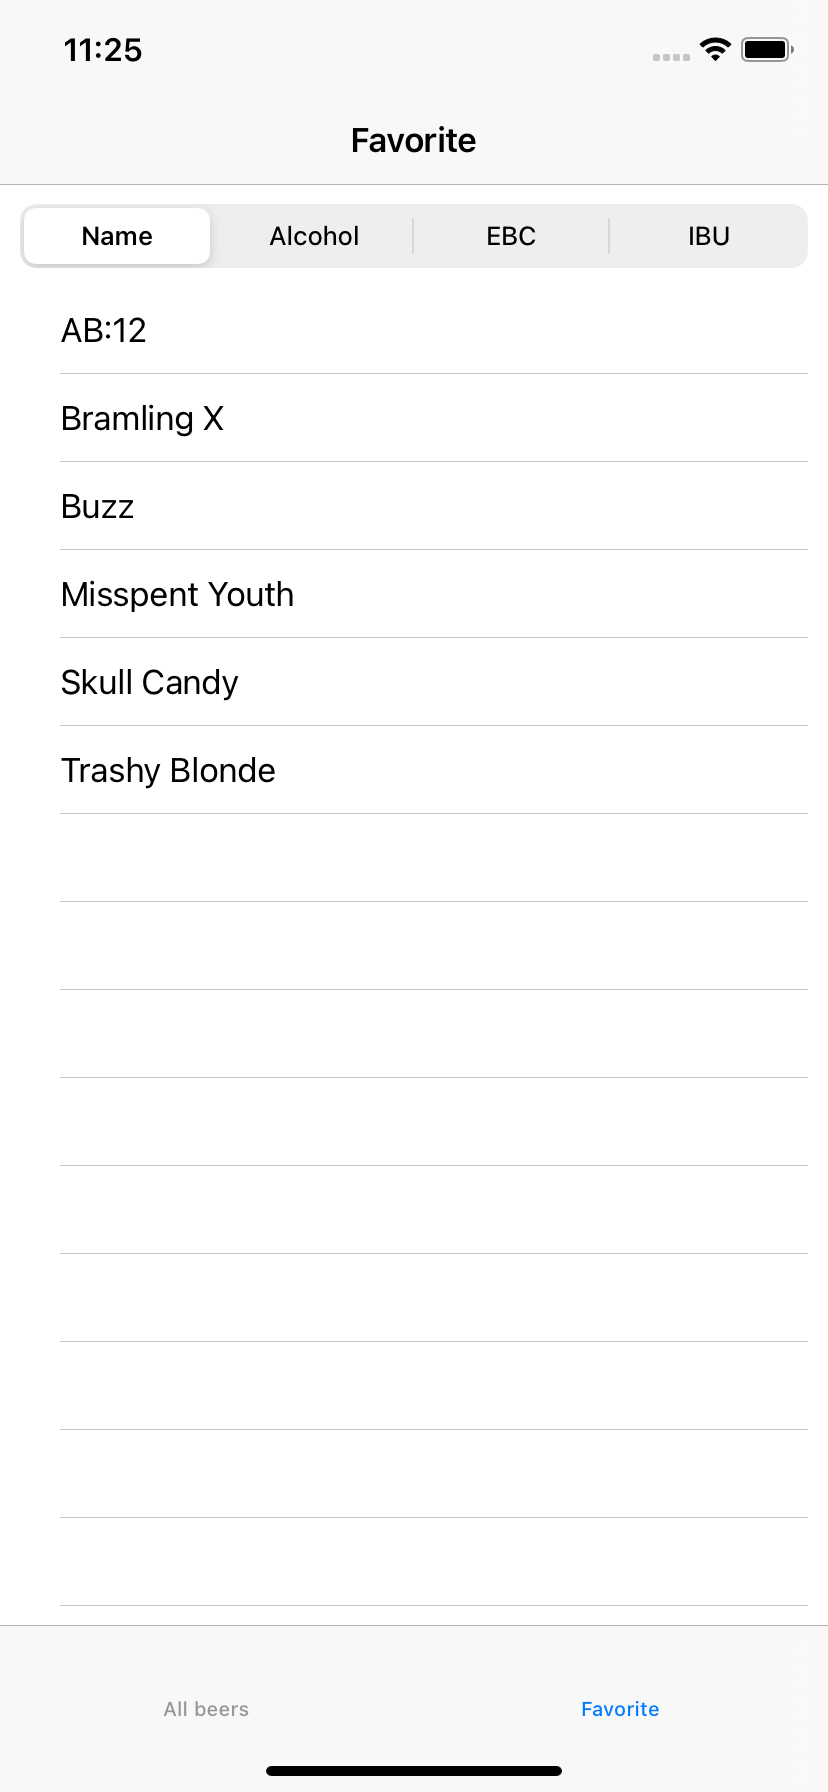 11:25
Favorite
Name Alcohol EBC IBU
AB:12
Bramling X
Buzz
Misspent Youth
Skull Candy
Trashy Blonde
All beers Favorite